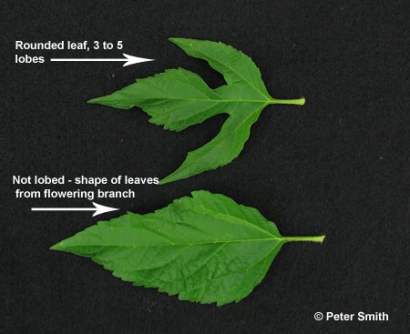 Rounded leaf, 3 to 5
lobes
Not lobed - shape of leaves
from flowering branch
© Peter Smith